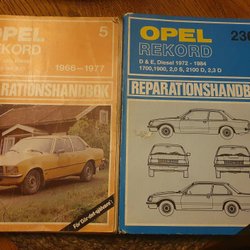 OPEL
REKORD
5
1966-1977
REPARATIONSHANDBOK
För 'Gör-det-självare'!
OPEL
REKORD
D & E, Diesel 1972 - 1984
1700, 1900, 2,0 S, 2100 D, 2,3 D
REPARATIONSHANDBOK